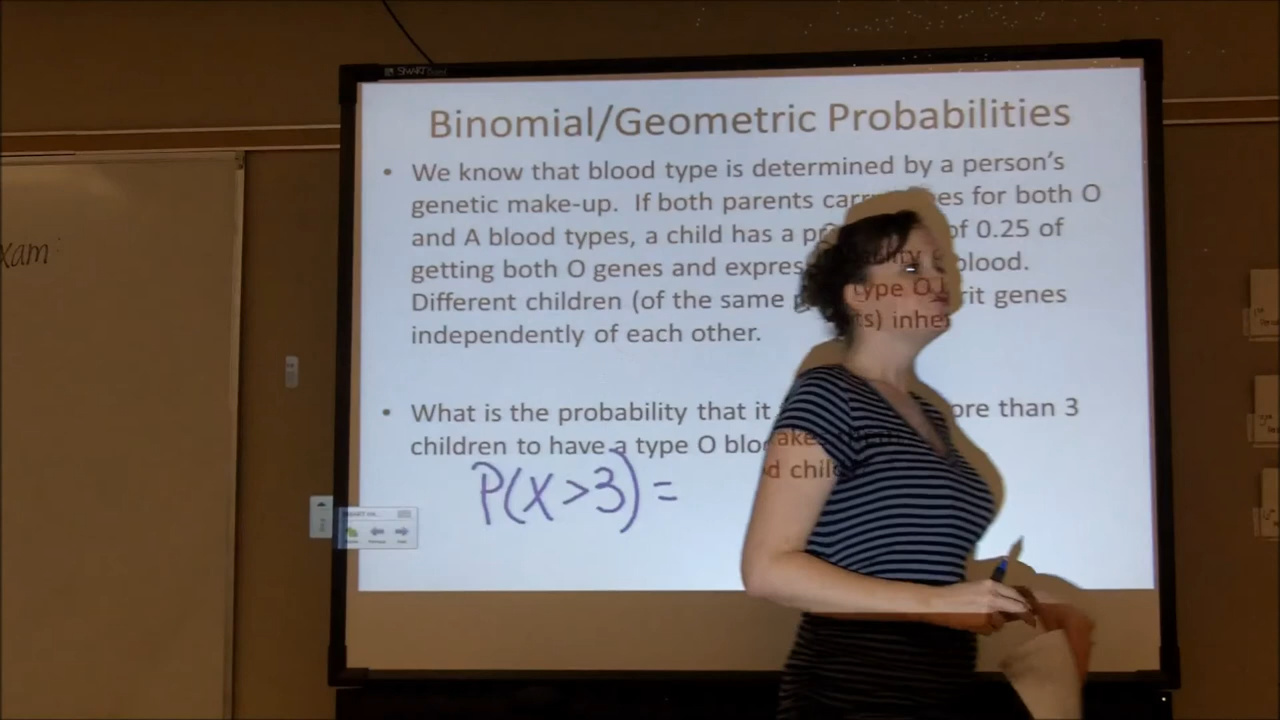 SMART Board
Binomial/Geometric Probabilities
• We know that blood type is determined by a person's
genetic make-up. If both parents carry genes for both O
and A blood types, a child has a probability of 0.25 of
getting both O genes and expressing type O blood.
Different children (of the same parents) inherit genes
independently of each other.
• What is the probability that it takes more than 3
children to have a type O blood child
P(X>3) =
xam